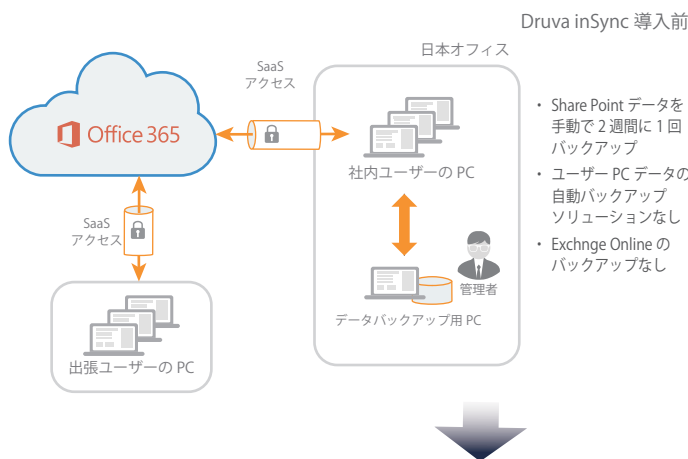 Druva inSync 導入前
日本オフィス
SaaS
アクセス
Office 365
社内ユーザーの PC
・ Share Point データを
手動で 2 週間に 1 回
バックアップ
・ ユーザー PC データの
自動バックアップ
ソリューションなし
・ Exchnge Online の
バックアップなし
SaaS
アクセス
管理者
データバックアップ用 PC
出張ユーザーの PC